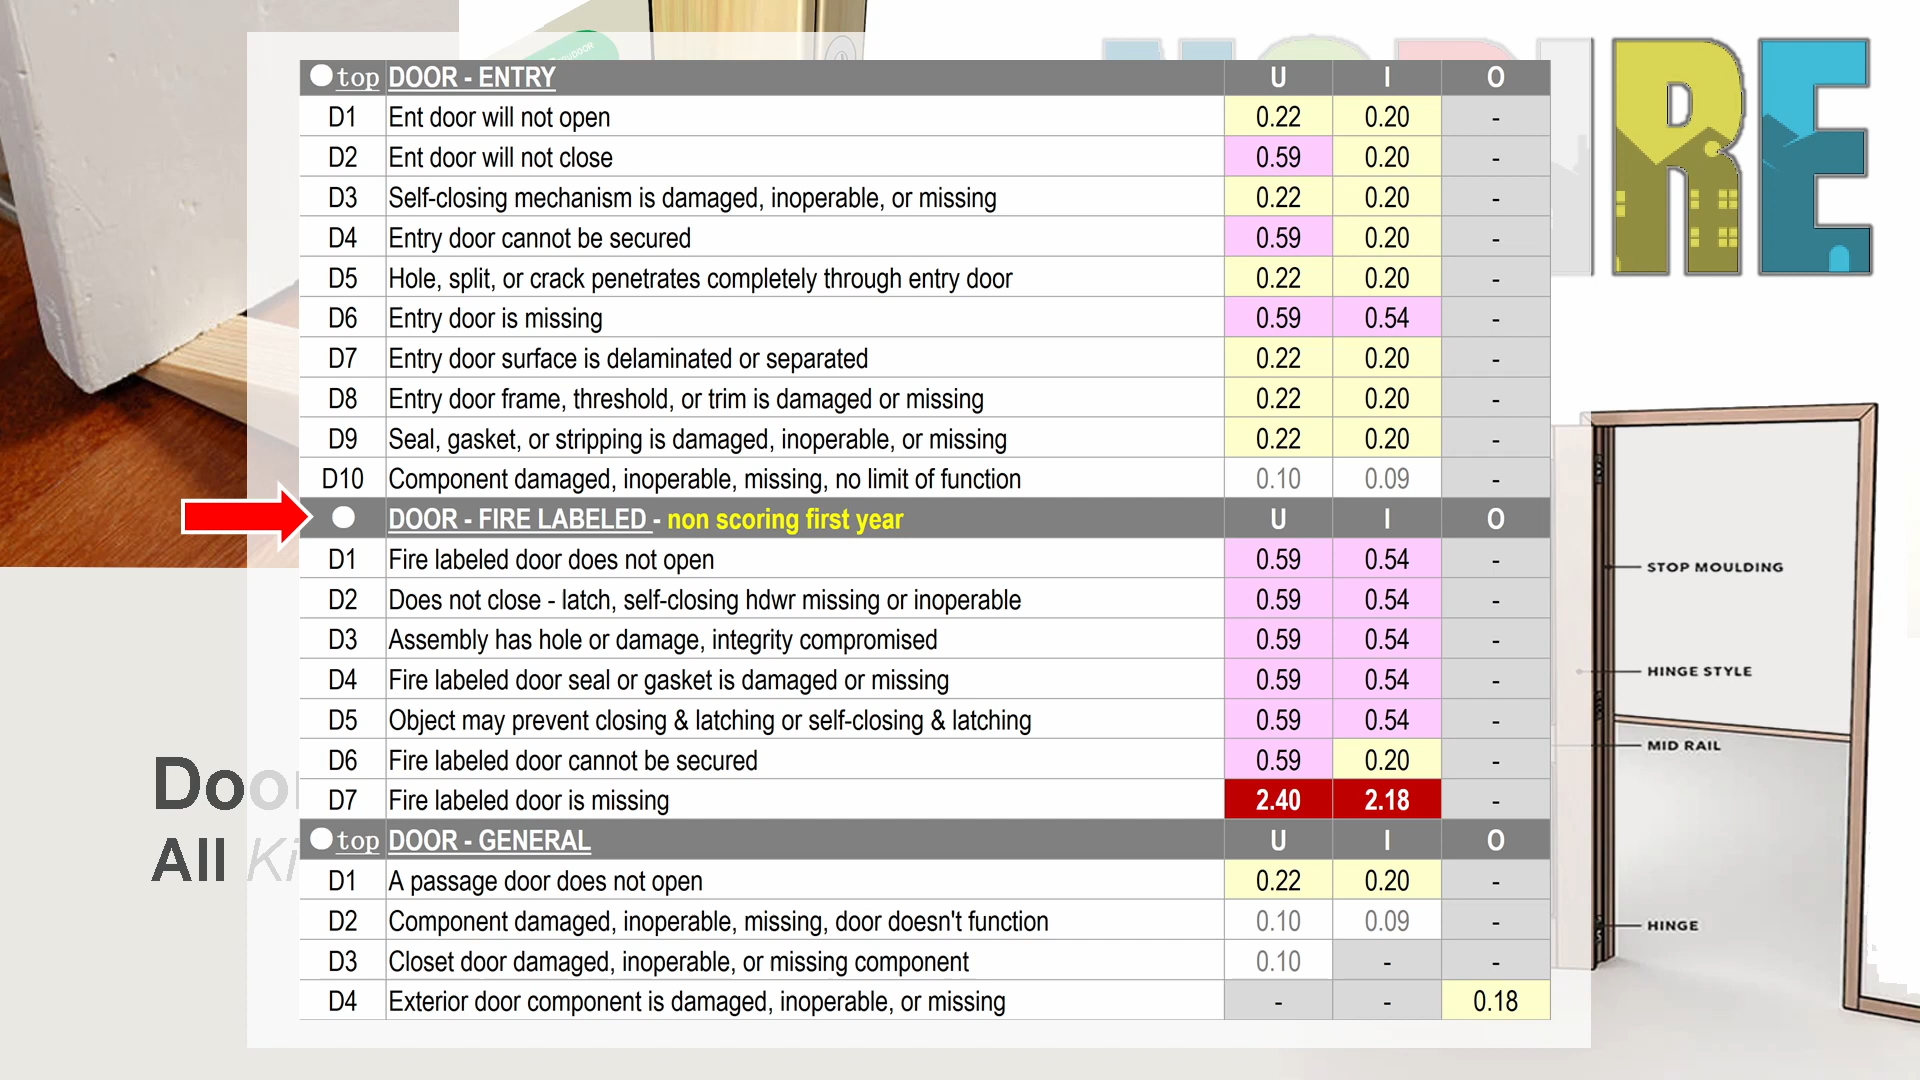 ●top DOOR - ENTRY U I O
D1 Ent door will not open 0.22 0.20 -
D2 Ent door will not close 0.59 0.20 -
D3 Self-closing mechanism is damaged, inoperable, or missing 0.22 0.20 -
D4 Entry door cannot be secured 0.59 0.20 -
D5 Hole, split, or crack penetrates completely through entry door 0.22 0.20 -
D6 Entry door is missing 0.59 0.54 -
D7 Entry door surface is delaminated or separated 0.22 0.20 -
D8 Entry door frame, threshold, or trim is damaged or missing 0.22 0.20 -
D9 Seal, gasket, or stripping is damaged, inoperable, or missing 0.22 0.20 -
D10 Component damaged, inoperable, missing, no limit of function 0.10 0.09 -
● DOOR - FIRE LABELED - non scoring first year U I O
D1 Fire labeled door does not open 0.59 0.54 -
D2 Does not close - latch, self-closing hdwr missing or inoperable 0.59 0.54 -
D3 Assembly has hole or damage, integrity compromised 0.59 0.54 -
D4 Fire labeled door seal or gasket is damaged or missing 0.59 0.54 -
D5 Object may prevent closing & latching or self-closing & latching 0.59 0.54 -
D6 Fire labeled door cannot be secured 0.59 0.20 -
D7 Fire labeled door is missing 2.40 2.18 -
●top DOOR - GENERAL U I O
D1 A passage door does not open 0.22 0.20 -
D2 Component damaged, inoperable, missing, door doesn't function 0.10 0.09 -
D3 Closet door damaged, inoperable, or missing component 0.10 - -
D4 Exterior door component is damaged, inoperable, or missing - - 0.18
Doo
All Ki
RE
STOP MOULDING
HINGE STYLE
MID RAIL
HINGE